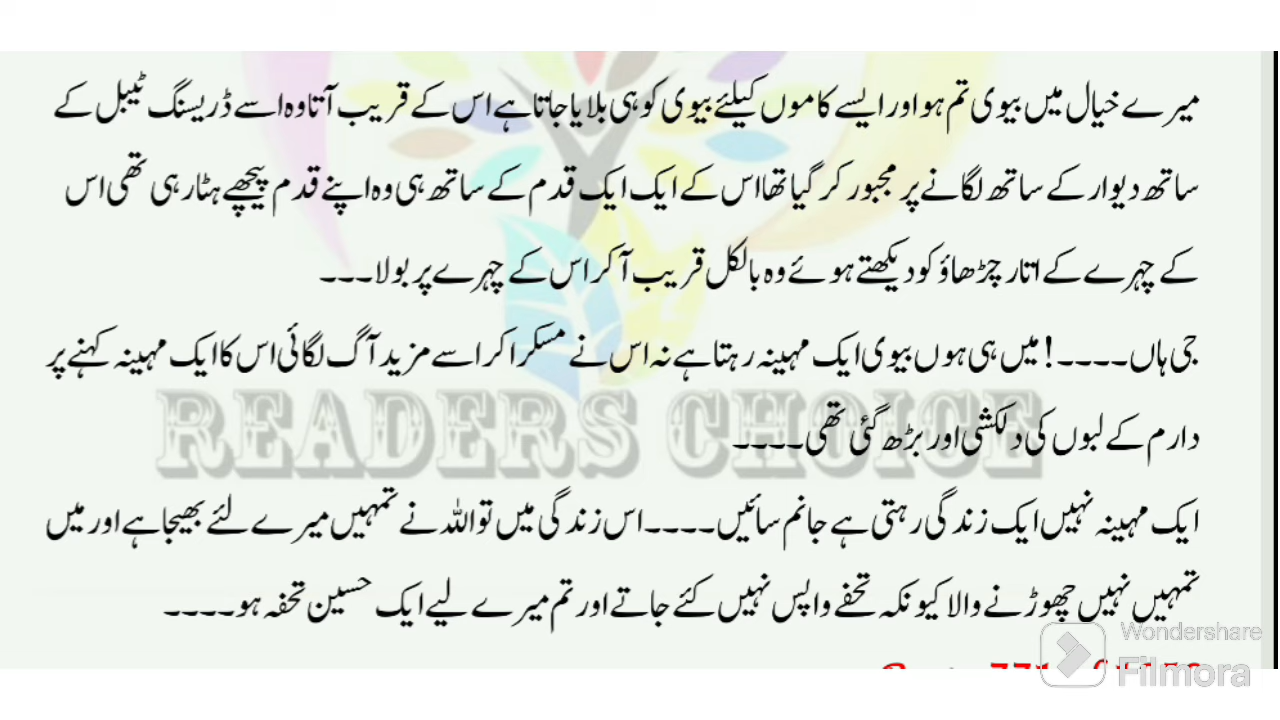 میرے خیال میں بیوی تم ہو اور ایسے کاموں کیلئے بیوی کو ہی بلایا جاتا ہے اس کے قریب آتا وہ اسے ڈریسنگ ٹیبل کے
ساتھ دیوار کے ساتھ لگانے پر مجبور کر گیا تھا اس کے ایک ایک قدم کے ساتھ ہی وہ اپنے قدم پیچھے ہٹا رہی تھی اس
کے چہرے کے اتار چڑھاؤ کو دیکھتے ہوئے وہ بالکل قریب آ کر اس کے چہرے پر بولا۔۔۔
جی ہاں۔۔۔۔! میں ہی ہوں بیوی ایک مہینہ رہتا ہے نہ اس نے مسکرا کر اسے مزید آگ لگائی اس کا ایک مہینہ کہنے پر
دارم کے لبوں کی دلکشی اور بڑھ گئی تھی۔۔۔۔
READERS CHOICE
ایک مہینہ نہیں ایک زندگی رہتی ہے جانم سائیں۔۔۔۔ اس زندگی میں تو اللہ نے تمہیں میرے لئے بھیجا ہے اور میں
تمہیں نہیں چھوڑنے والا کیونکہ تحفے واپس نہیں کئے جاتے اور تم میرے لیے ایک حسین تحفہ ہو۔۔۔۔
Wondershare
Filmora